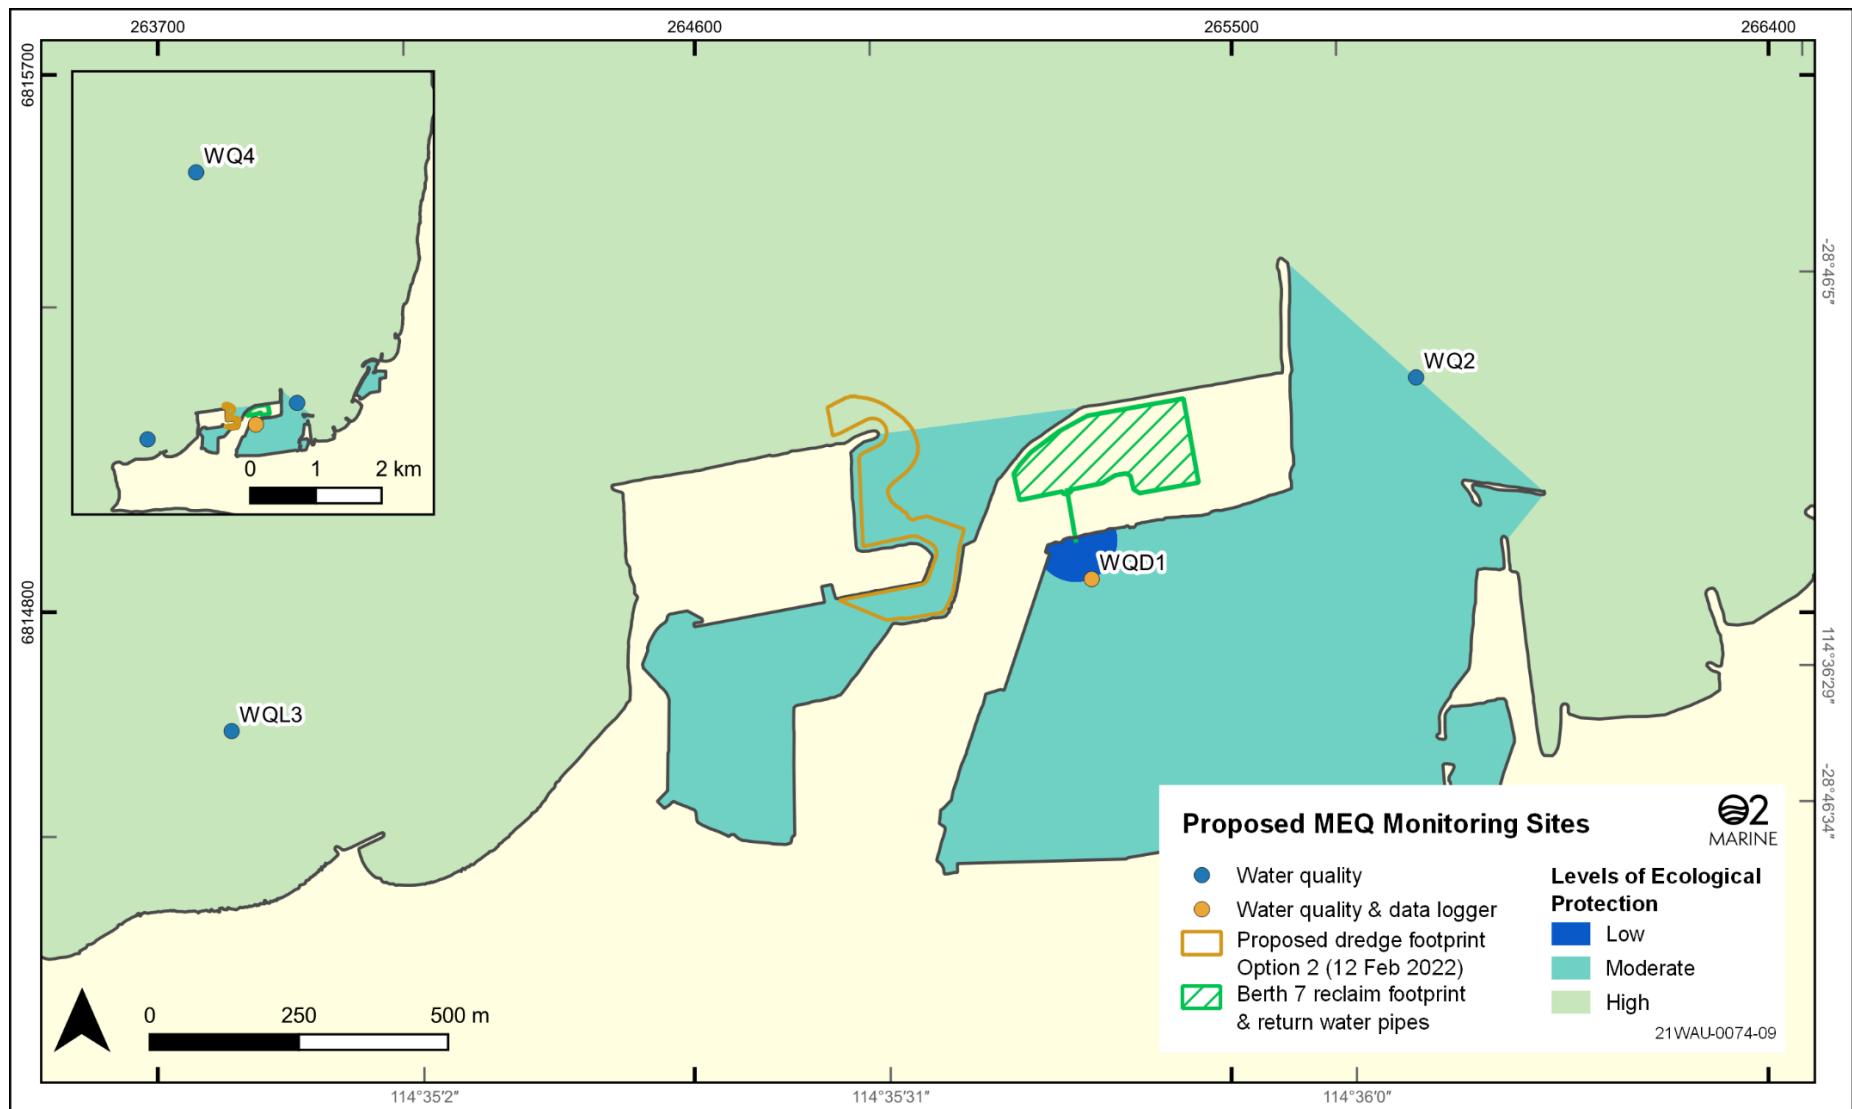 263700
264600
265500
266400
6815700
6814800
WQ4
0
1
2 km
WQ2
WQD1
WQL3
-28°46'5"
114°36'29"
-28°46'34"
Proposed MEQ Monitoring Sites
O2
MARINE
Water quality
Water quality & data logger
Proposed dredge footprint
Option 2 (12 Feb 2022)
Berth 7 reclaim footprint
& return water pipes
Levels of Ecological
Protection
Low
Moderate
High
21WAU-0074-09
0
250
500 m
114°35'2"
114°35'31"
114°36'0"